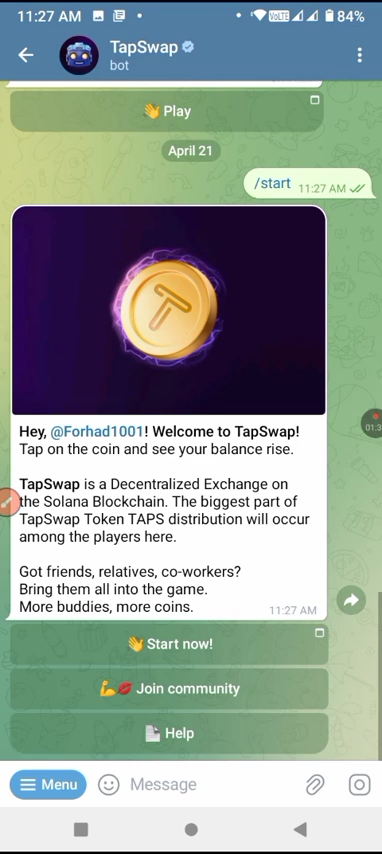 11:27 AM
VoLTE
84%
TapSwap
bot
👋 Play
April 21
/start 11:27 AM
Hey, @Forhad1001! Welcome to TapSwap!
Tap on the coin and see your balance rise.
TapSwap is a Decentralized Exchange on
the Solana Blockchain. The biggest part of
TapSwap Token TAPS distribution will occur
among the players here.
Got friends, relatives, co-workers?
Bring them all into the game.
More buddies, more coins.
11:27 AM
👋 Start now!
💪💋 Join community
📄 Help
Menu
Message